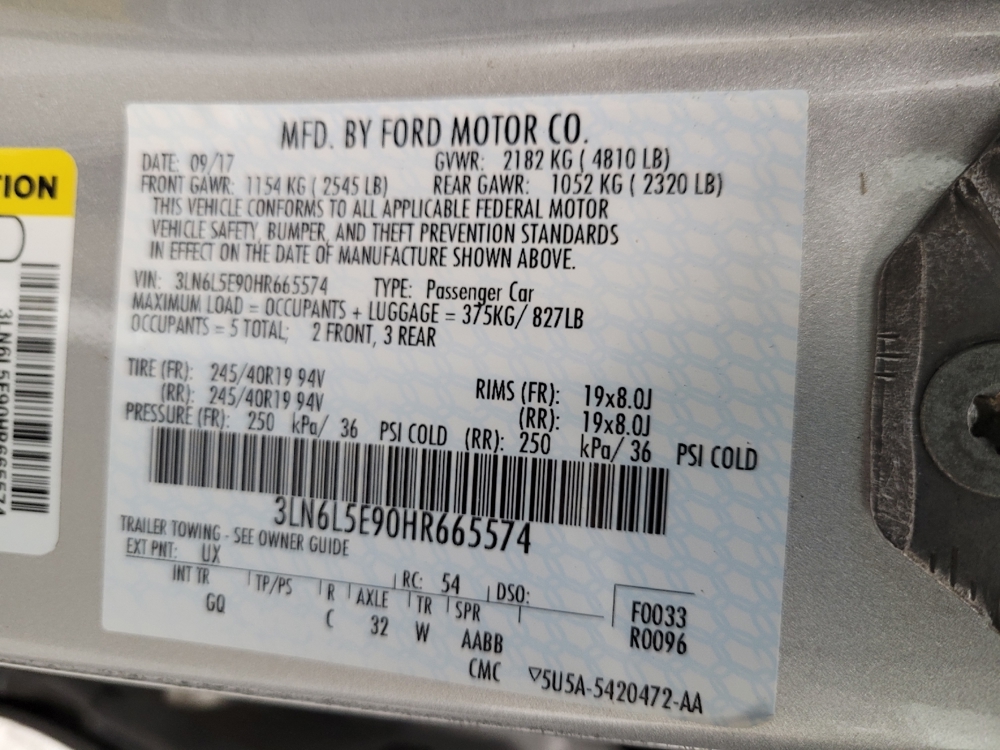 MFD. BY FORD MOTOR CO.
DATE: 09/17 GVWR: 2182 KG ( 4810 LB)
FRONT GAWR: 1154 KG ( 2545 LB) REAR GAWR: 1052 KG ( 2320 LB)
THIS VEHICLE CONFORMS TO ALL APPLICABLE FEDERAL MOTOR
VEHICLE SAFETY, BUMPER, AND THEFT PREVENTION STANDARDS
IN EFFECT ON THE DATE OF MANUFACTURE SHOWN ABOVE.
VIN: 3LN6L5E90HR665574 TYPE: Passenger Car
MAXIMUM LOAD = OCCUPANTS + LUGGAGE = 375KG/ 827LB
OCCUPANTS = 5 TOTAL; 2 FRONT, 3 REAR
TIRE (FR): 245/40R19 94V RIMS (FR): 19x8.0J
(RR): 245/40R19 94V (RR): 19x8.0J
PRESSURE (FR): 250 kPa/ 36 PSI COLD (RR): 250 kPa/ 36 PSI COLD
3LN6L5E90HR665574
TRAILER TOWING - SEE OWNER GUIDE
EXT PNT: UX RC: 54 DSO:
INT TR TP/PS R AXLE TR SPR F0033
GQ C 32 W AABB R0096
CMC ▽5U5A-5420472-AA
TION
3LN6L5E90HR665574